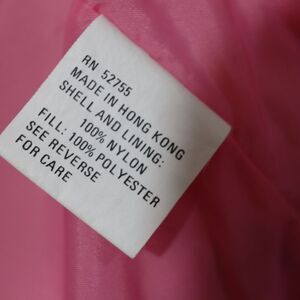 RN 52755
MADE IN HONG KONG
SHELL AND LINING:
100% NYLON
FILL: 100% POLYESTER
SEE REVERSE
FOR CARE